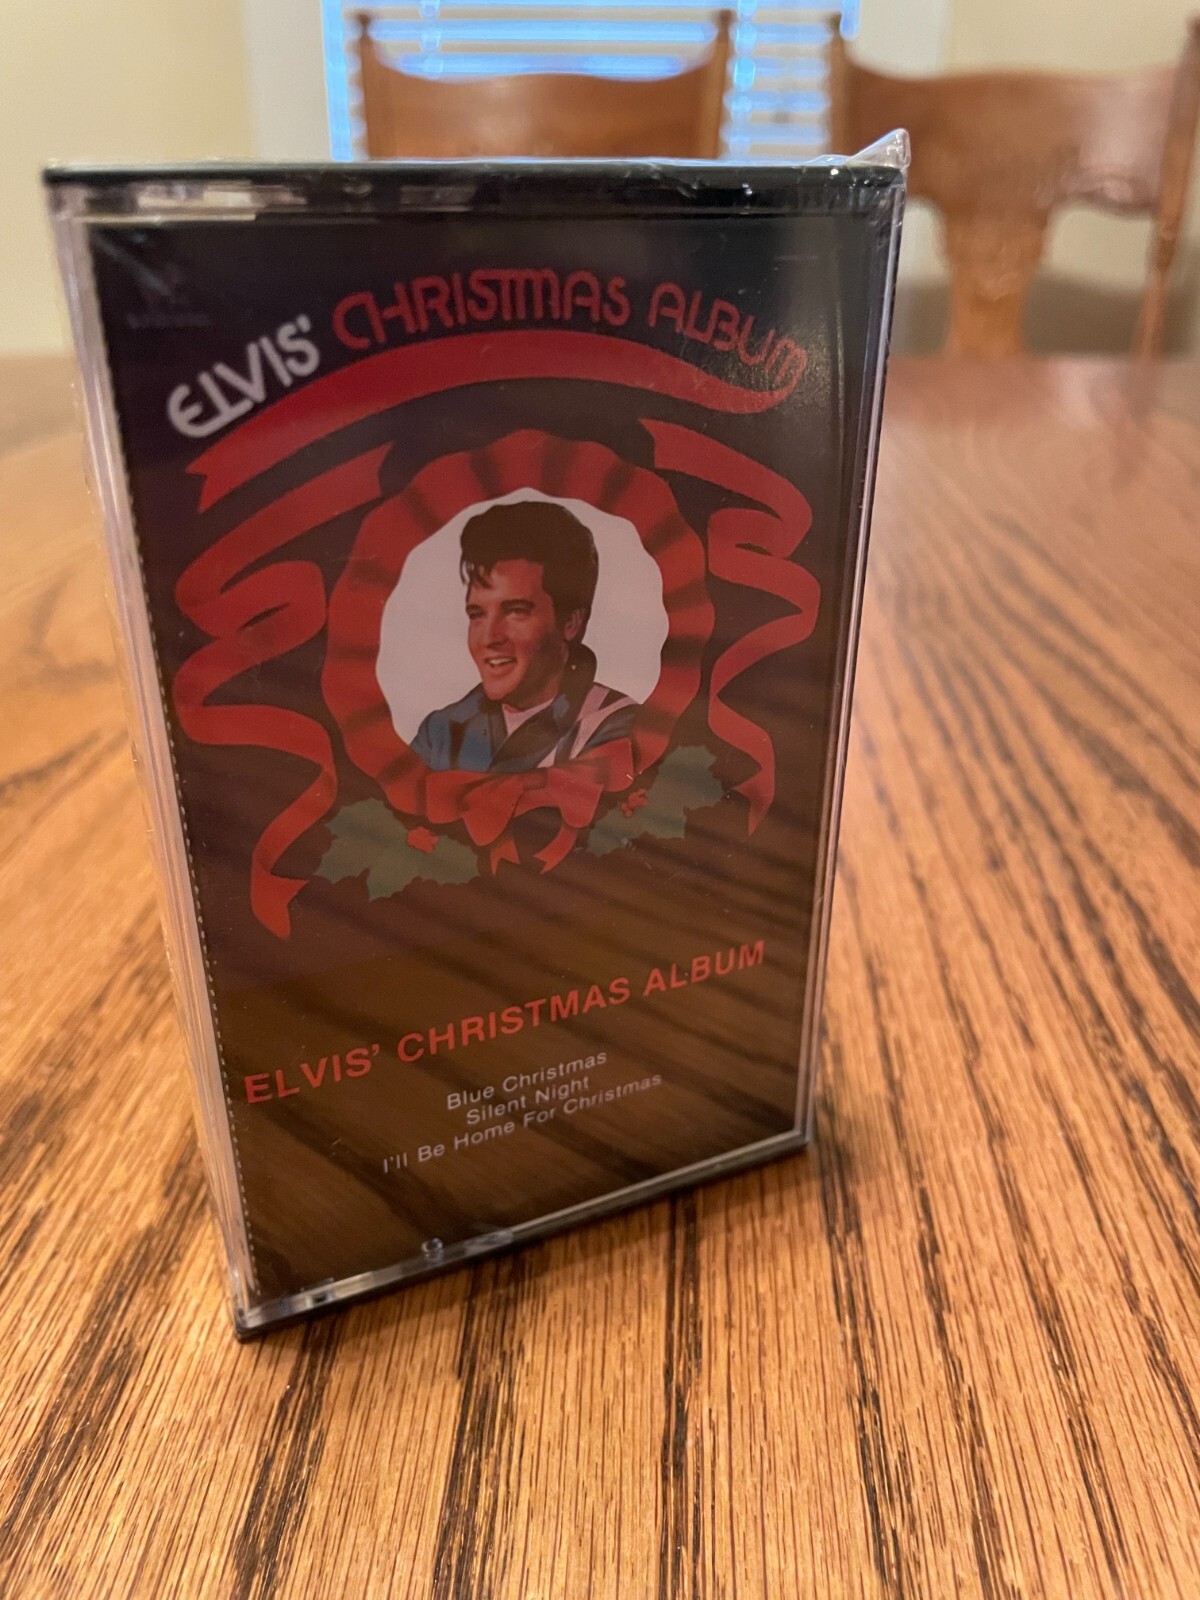 ELVIS' CHRISTMAS ALBUM
ELVIS' CHRISTMAS ALBUM
Blue Christmas
Silent Night
I'll Be Home For Christmas